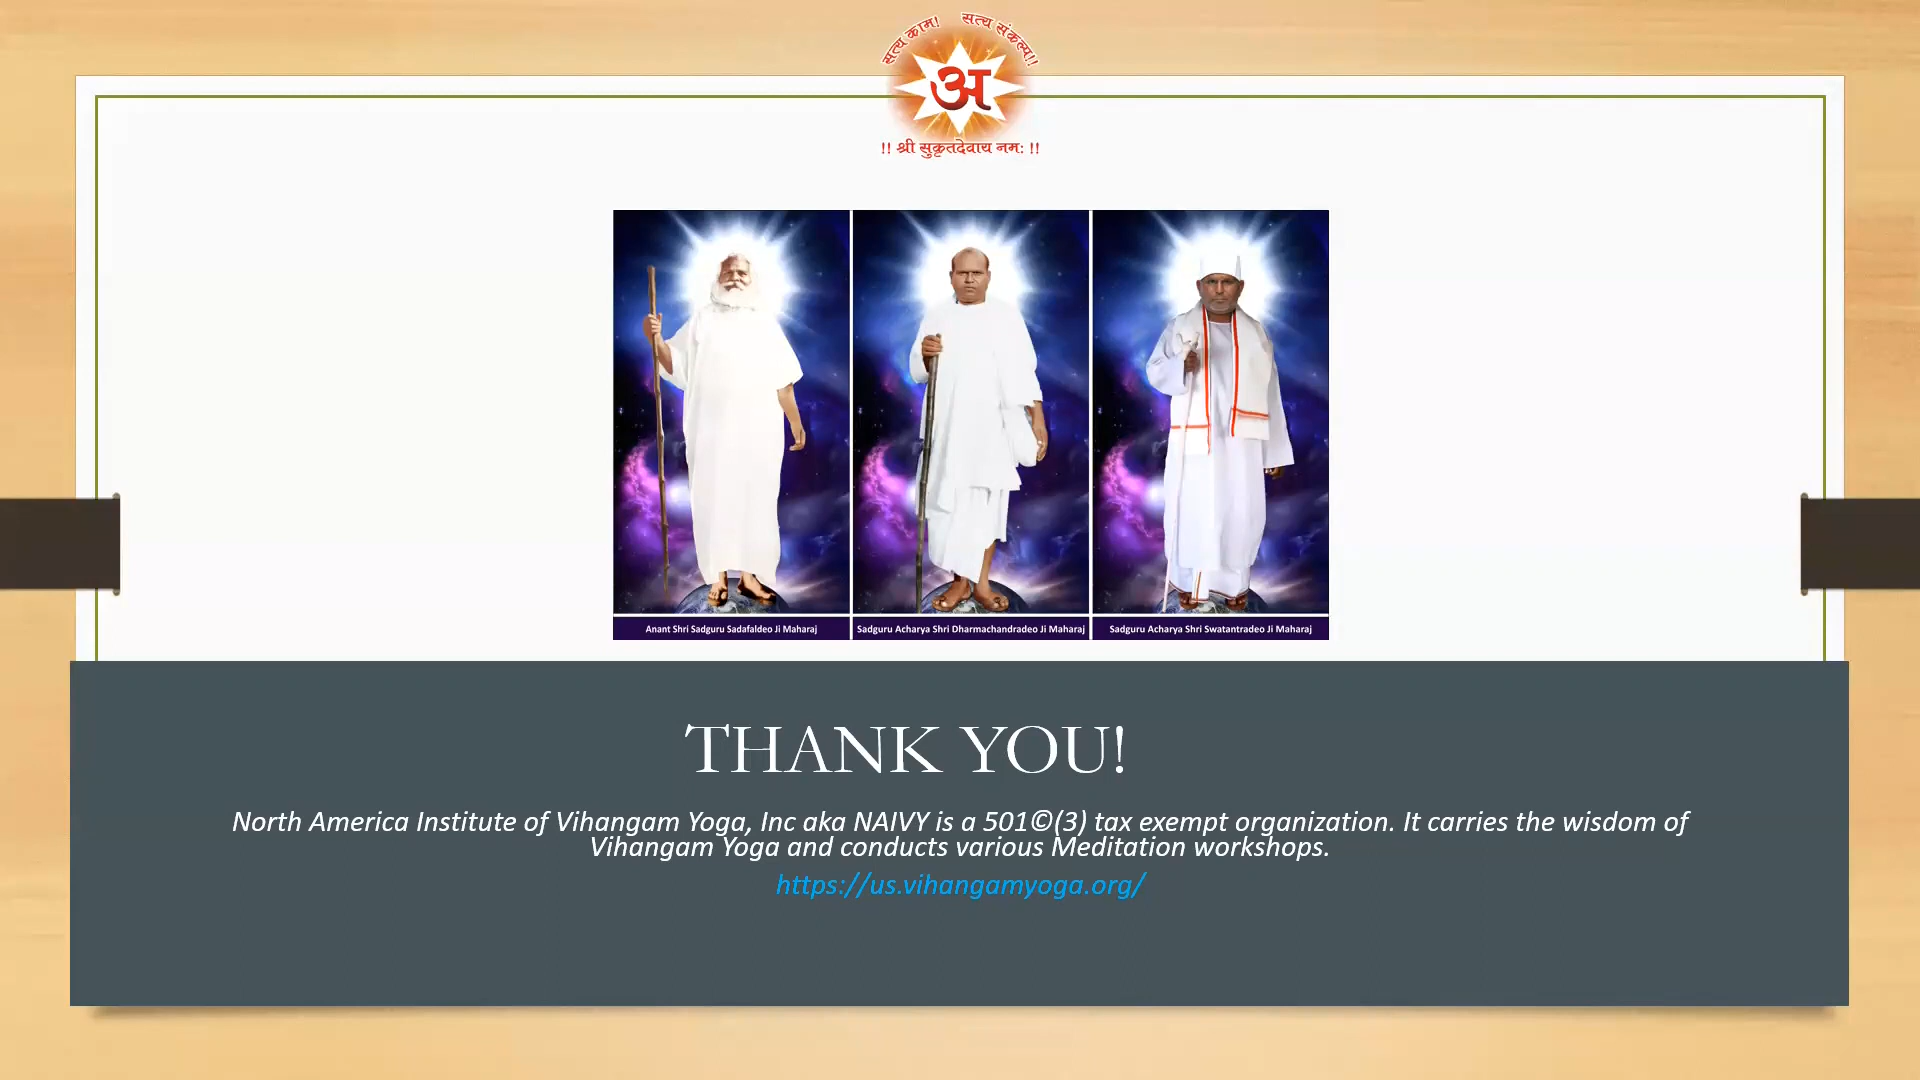 सत्य काम! सत्य संकल्प!!
अ
!! श्री सुकृतदेवाय नम: !!
Anant Shri Sadguru Sadafaldeo Ji Maharaj
Sadguru Acharya Shri Dharmachandradeo Ji Maharaj
Sadguru Acharya Shri Swatantradeo Ji Maharaj
THANK YOU!
North America Institute of Vihangam Yoga, Inc aka NAIVY is a 501©(3) tax exempt organization. It carries the wisdom of
Vihangam Yoga and conducts various Meditation workshops.
https://us.vihangamyoga.org/